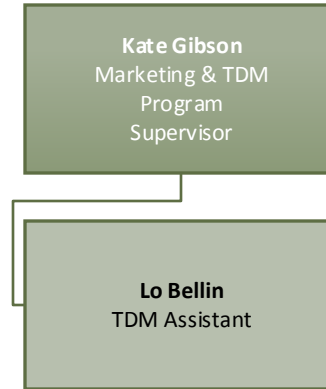 Kate Gibson
Marketing & TDM
Program
Supervisor
Lo Bellin
TDM Assistant